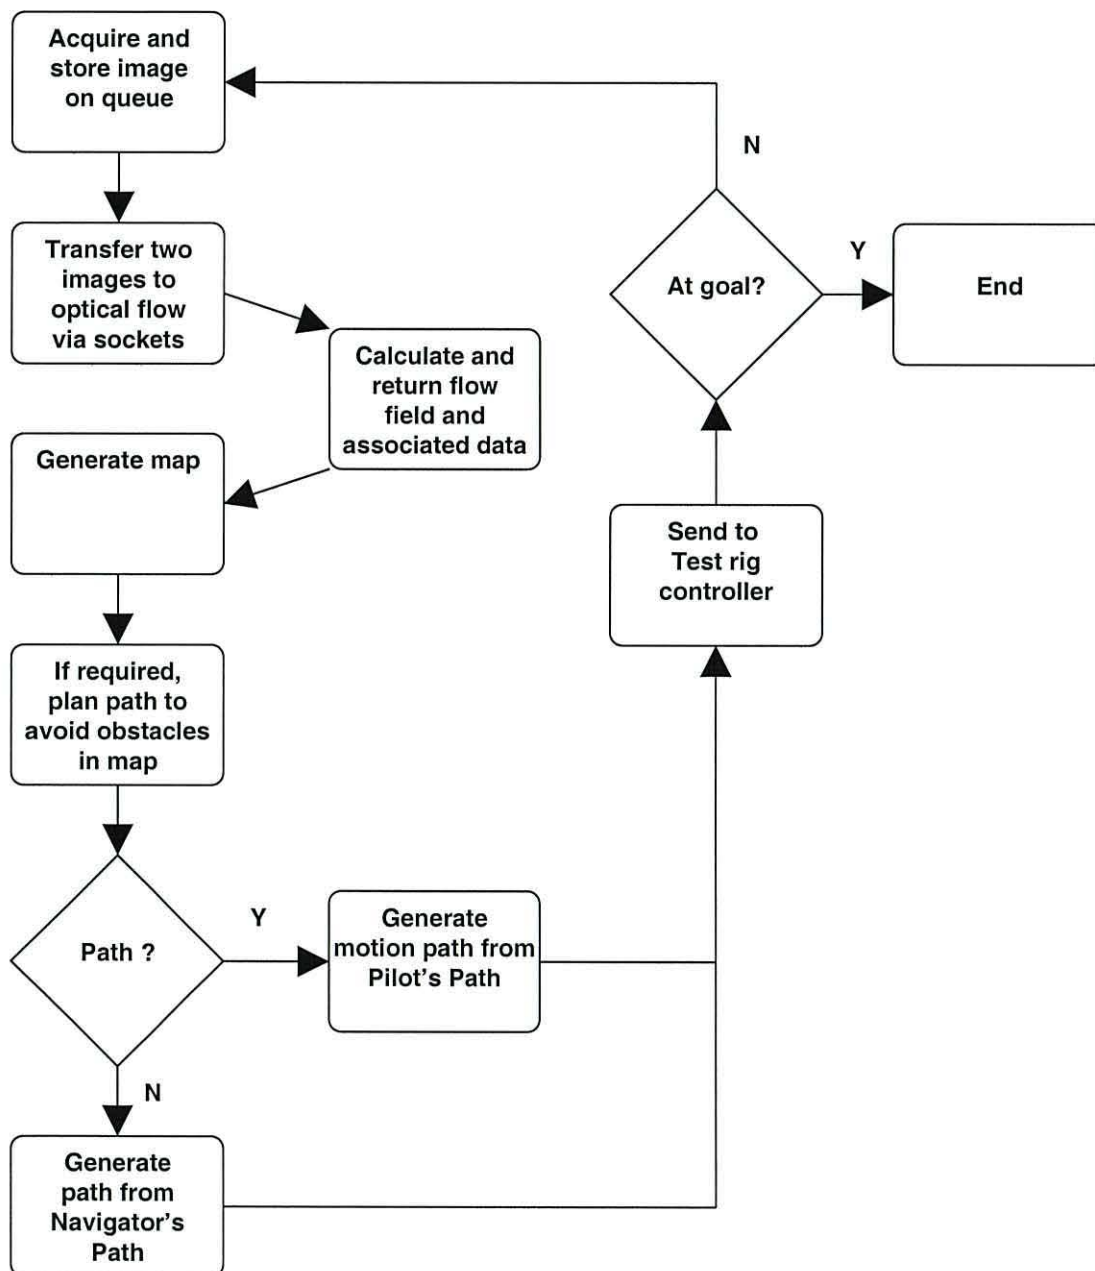 Acquire and
store image
on queue
Transfer two
images to
optical flow
via sockets
Calculate and
return flow
field and
associated data
Generate map
If required,
plan path to
avoid obstacles
in map
Path ?
Y
Generate
motion path from
Pilot's Path
N
Generate
path from
Navigator's
Path
Send to
Test rig
controller
At goal?
N
Y
End